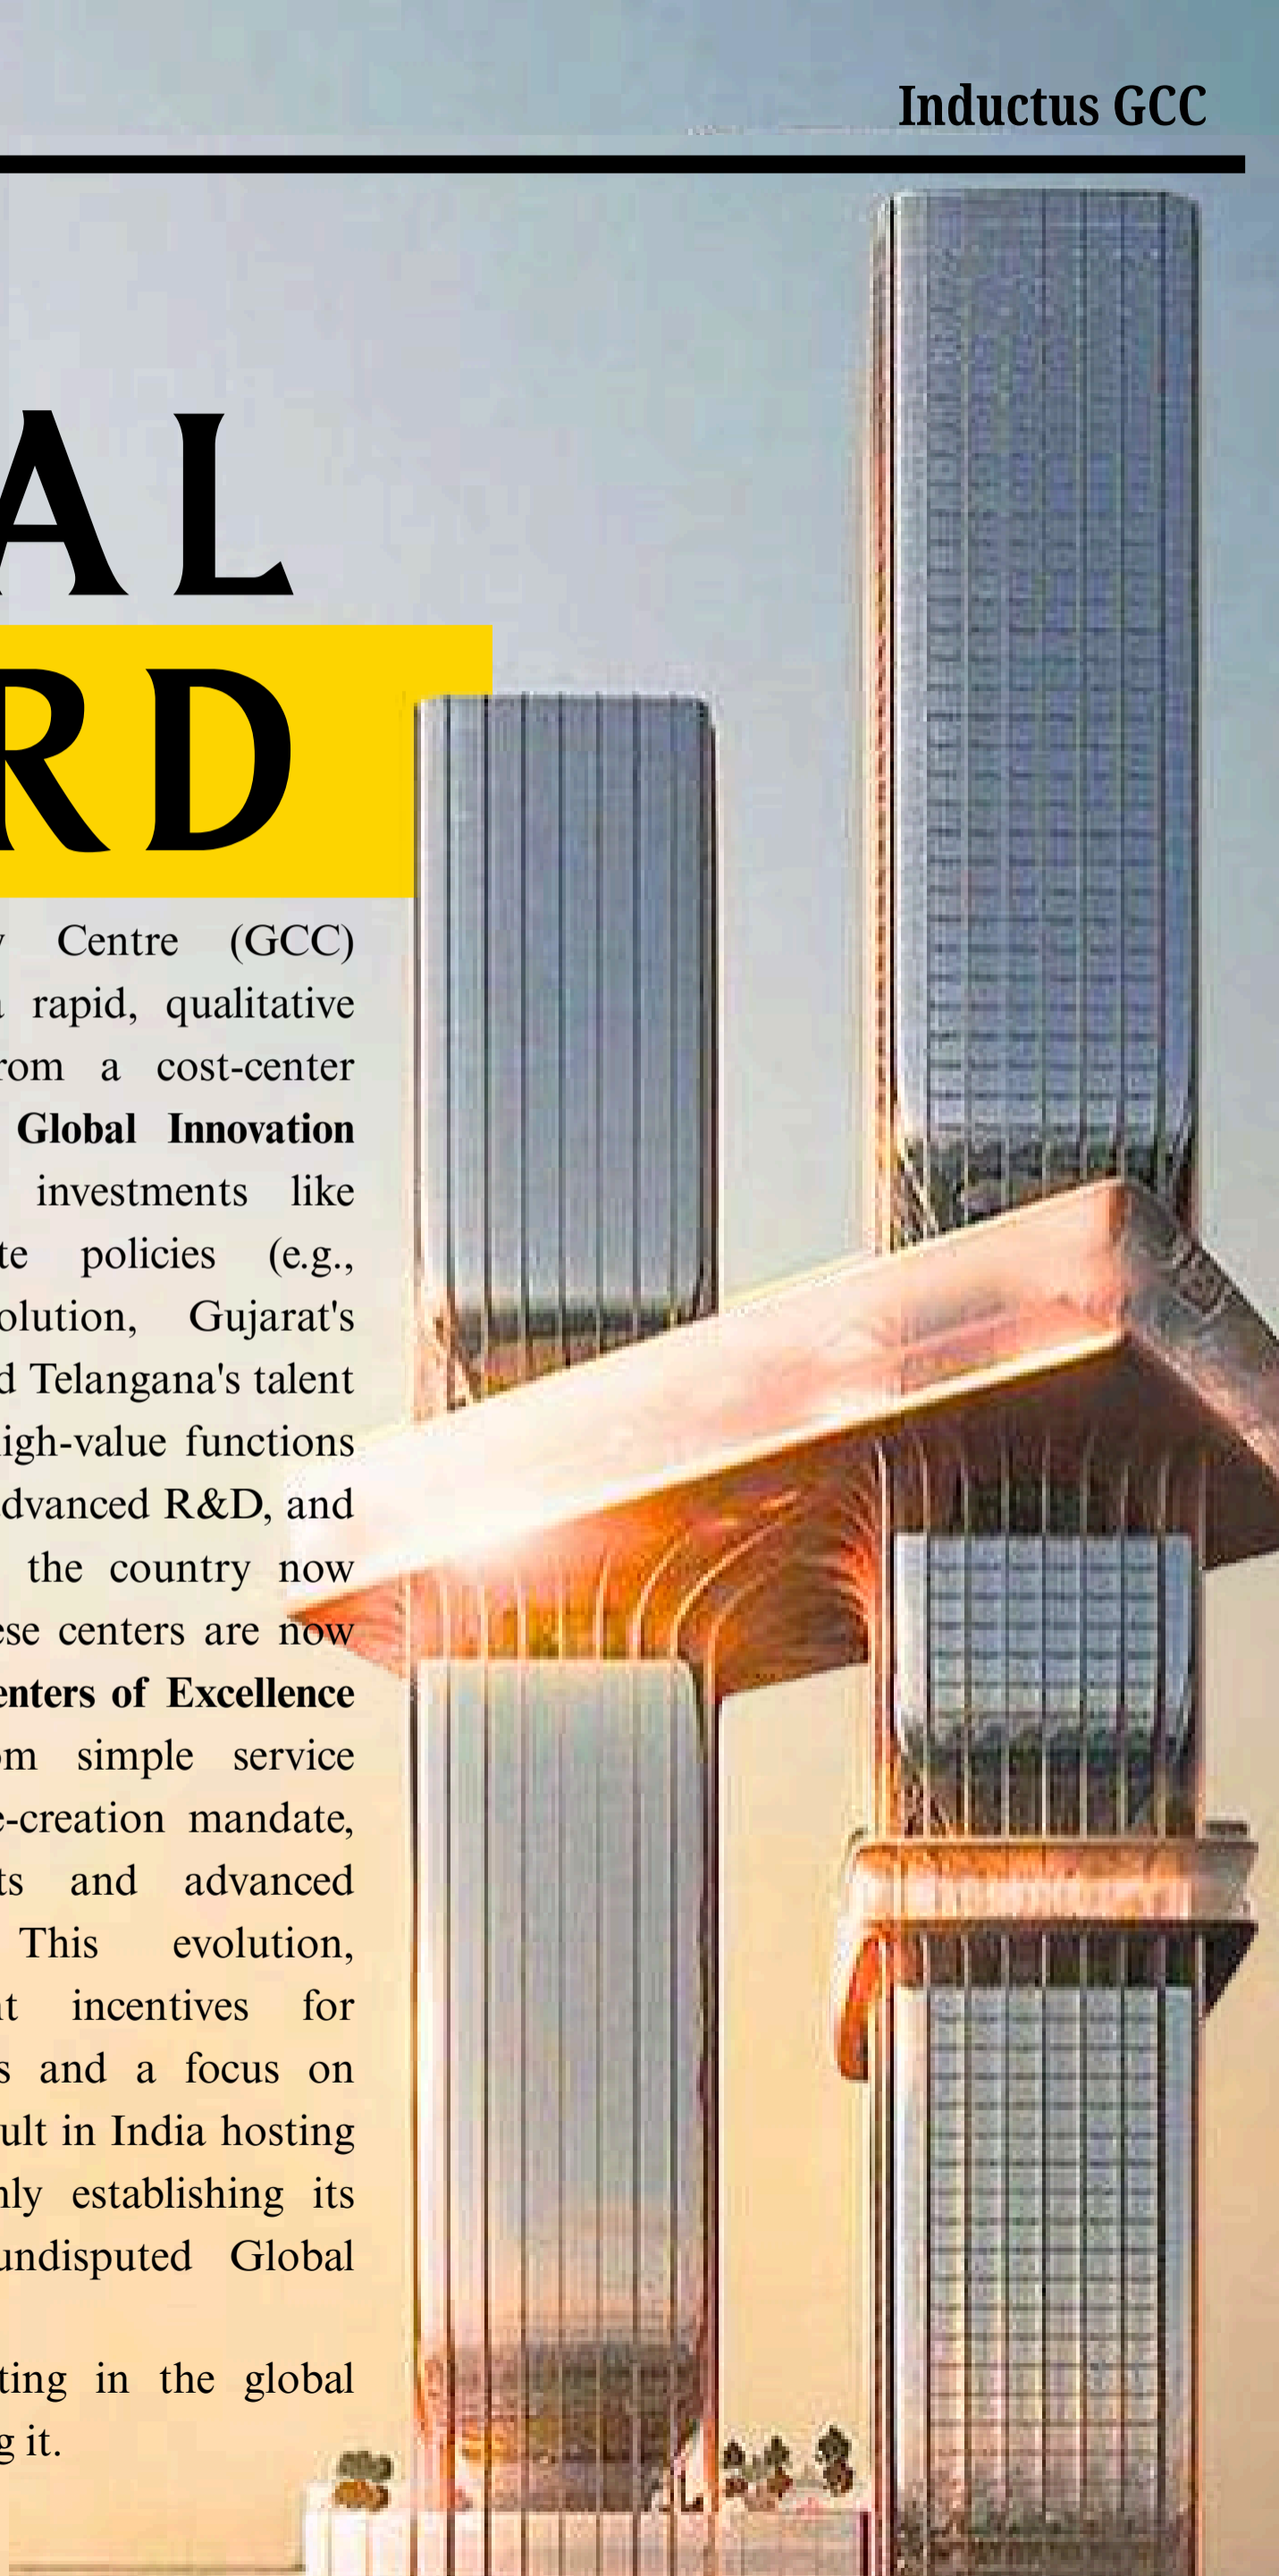 Inductus GCC
AL
RD
Centre (GCC)
rapid, qualitative
rom a cost-center
Global Innovation
investments like
te policies (e.g.,
olution, Gujarat's
d Telangana's talent
igh-value functions
dvanced R&D, and
the country now
ese centers are now
enters of Excellence
om simple service
e-creation mandate,
ts and advanced
This evolution,
nt incentives for
s and a focus on
ult in India hosting
nly establishing its
undisputed Global
ting in the global
g it.